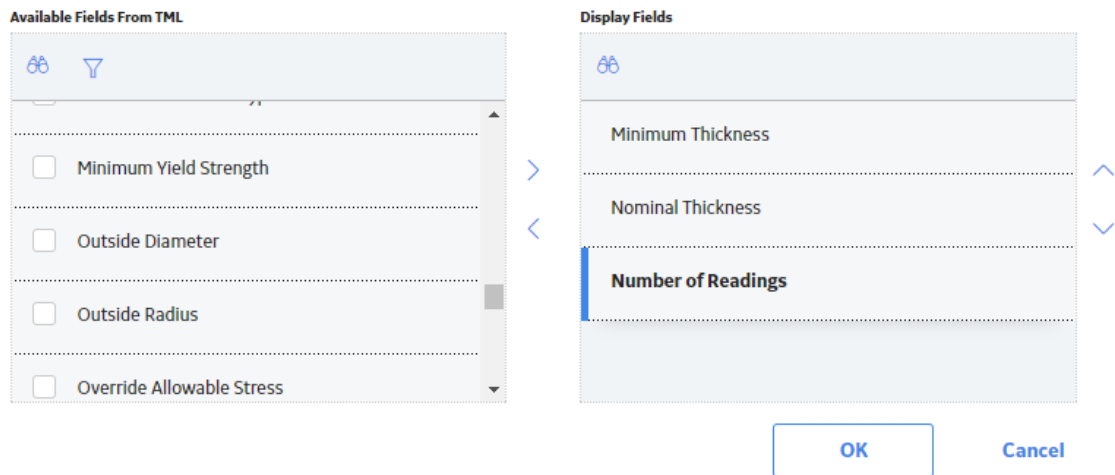 Available Fields From TML
Display Fields
Minimum Yield Strength
Outside Diameter
Outside Radius
Override Allowable Stress
Minimum Thickness
Nominal Thickness
Number of Readings
OK
Cancel